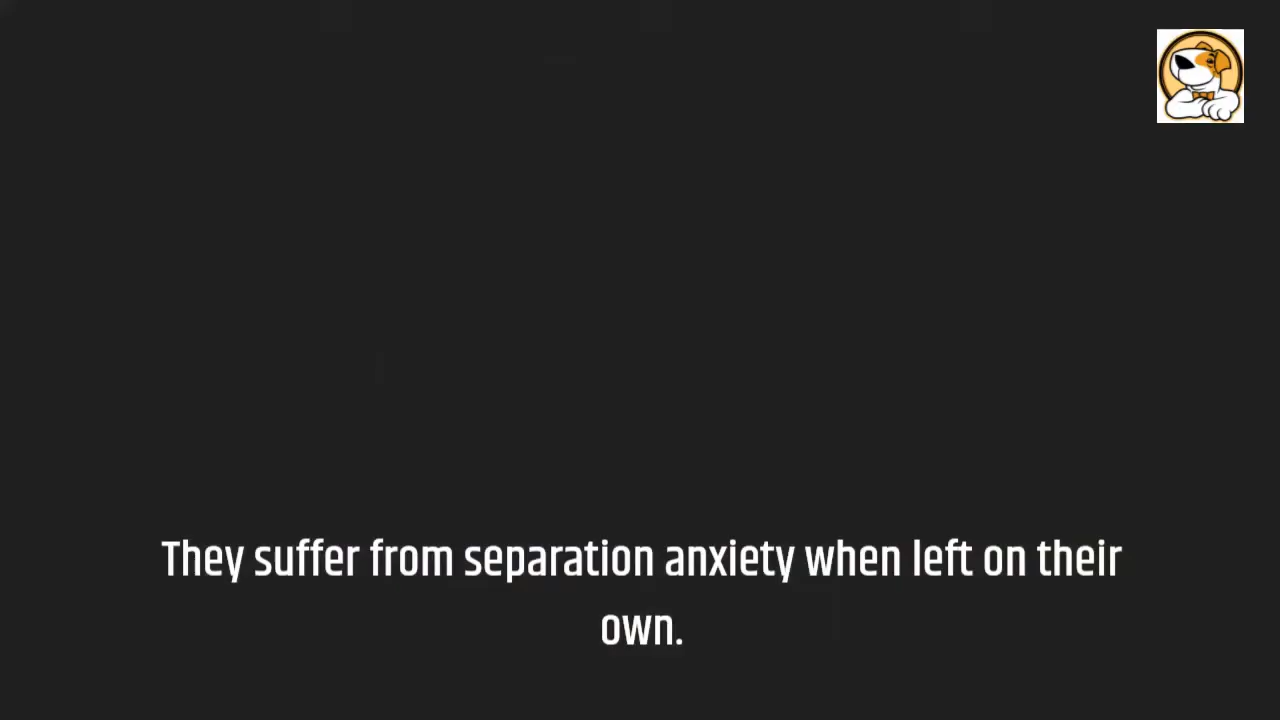 They suffer from separation anxiety when left on their
own.